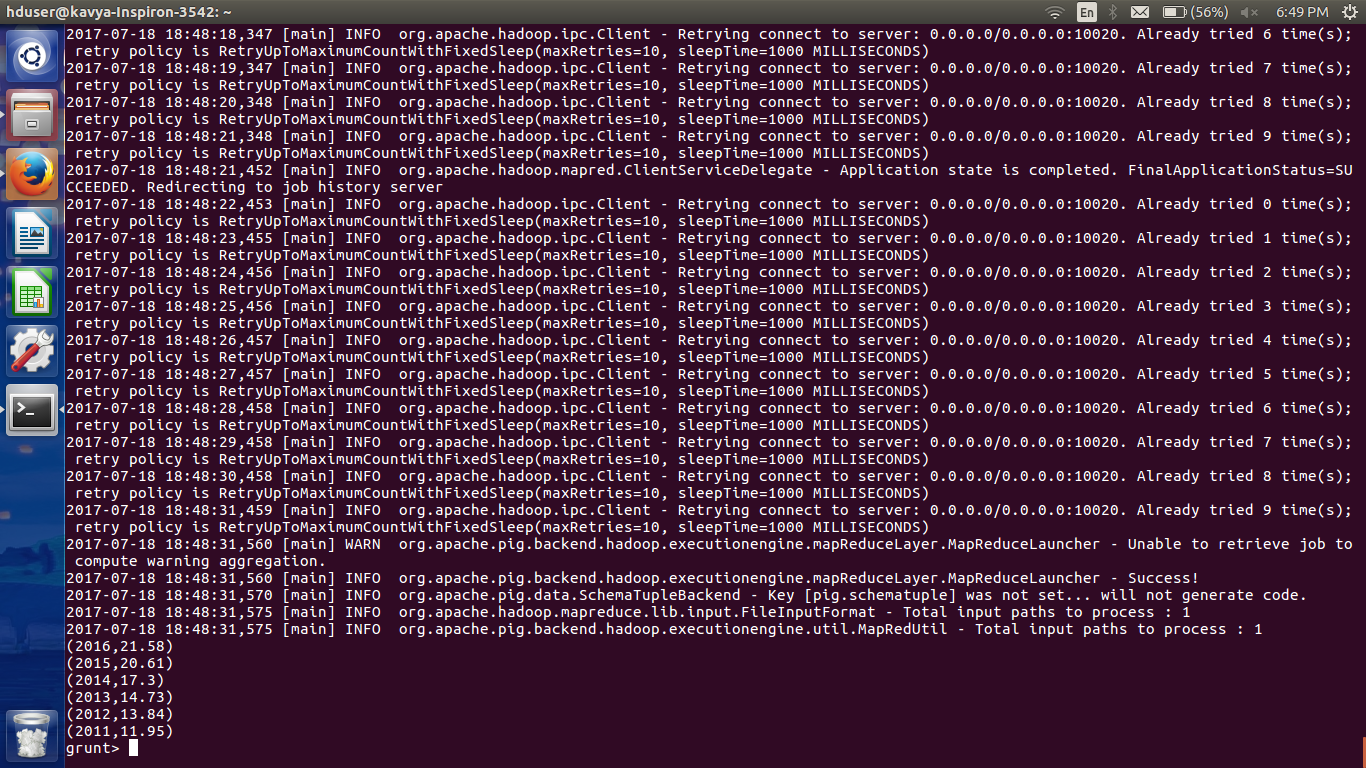 hduser@kavya-Inspiron-3542: ~
En
(56%)
6:49 PM
2017-07-18 18:48:18,347 [main] INFO  org.apache.hadoop.ipc.Client - Retrying connect to server: 0.0.0.0/0.0.0.0:10020. Already tried 6 time(s);
 retry policy is RetryUpToMaximumCountWithFixedSleep(maxRetries=10, sleepTime=1000 MILLISECONDS)
2017-07-18 18:48:19,347 [main] INFO  org.apache.hadoop.ipc.Client - Retrying connect to server: 0.0.0.0/0.0.0.0:10020. Already tried 7 time(s);
 retry policy is RetryUpToMaximumCountWithFixedSleep(maxRetries=10, sleepTime=1000 MILLISECONDS)
2017-07-18 18:48:20,348 [main] INFO  org.apache.hadoop.ipc.Client - Retrying connect to server: 0.0.0.0/0.0.0.0:10020. Already tried 8 time(s);
 retry policy is RetryUpToMaximumCountWithFixedSleep(maxRetries=10, sleepTime=1000 MILLISECONDS)
2017-07-18 18:48:21,348 [main] INFO  org.apache.hadoop.ipc.Client - Retrying connect to server: 0.0.0.0/0.0.0.0:10020. Already tried 9 time(s);
 retry policy is RetryUpToMaximumCountWithFixedSleep(maxRetries=10, sleepTime=1000 MILLISECONDS)
2017-07-18 18:48:21,452 [main] INFO  org.apache.hadoop.mapred.ClientServiceDelegate - Application state is completed. FinalApplicationStatus=SU
CCEEDED. Redirecting to job history server
2017-07-18 18:48:22,453 [main] INFO  org.apache.hadoop.ipc.Client - Retrying connect to server: 0.0.0.0/0.0.0.0:10020. Already tried 0 time(s);
 retry policy is RetryUpToMaximumCountWithFixedSleep(maxRetries=10, sleepTime=1000 MILLISECONDS)
2017-07-18 18:48:23,455 [main] INFO  org.apache.hadoop.ipc.Client - Retrying connect to server: 0.0.0.0/0.0.0.0:10020. Already tried 1 time(s);
 retry policy is RetryUpToMaximumCountWithFixedSleep(maxRetries=10, sleepTime=1000 MILLISECONDS)
2017-07-18 18:48:24,456 [main] INFO  org.apache.hadoop.ipc.Client - Retrying connect to server: 0.0.0.0/0.0.0.0:10020. Already tried 2 time(s);
 retry policy is RetryUpToMaximumCountWithFixedSleep(maxRetries=10, sleepTime=1000 MILLISECONDS)
2017-07-18 18:48:25,456 [main] INFO  org.apache.hadoop.ipc.Client - Retrying connect to server: 0.0.0.0/0.0.0.0:10020. Already tried 3 time(s);
 retry policy is RetryUpToMaximumCountWithFixedSleep(maxRetries=10, sleepTime=1000 MILLISECONDS)
2017-07-18 18:48:26,457 [main] INFO  org.apache.hadoop.ipc.Client - Retrying connect to server: 0.0.0.0/0.0.0.0:10020. Already tried 4 time(s);
 retry policy is RetryUpToMaximumCountWithFixedSleep(maxRetries=10, sleepTime=1000 MILLISECONDS)
2017-07-18 18:48:27,457 [main] INFO  org.apache.hadoop.ipc.Client - Retrying connect to server: 0.0.0.0/0.0.0.0:10020. Already tried 5 time(s);
 retry policy is RetryUpToMaximumCountWithFixedSleep(maxRetries=10, sleepTime=1000 MILLISECONDS)
2017-07-18 18:48:28,458 [main] INFO  org.apache.hadoop.ipc.Client - Retrying connect to server: 0.0.0.0/0.0.0.0:10020. Already tried 6 time(s);
 retry policy is RetryUpToMaximumCountWithFixedSleep(maxRetries=10, sleepTime=1000 MILLISECONDS)
2017-07-18 18:48:29,458 [main] INFO  org.apache.hadoop.ipc.Client - Retrying connect to server: 0.0.0.0/0.0.0.0:10020. Already tried 7 time(s);
 retry policy is RetryUpToMaximumCountWithFixedSleep(maxRetries=10, sleepTime=1000 MILLISECONDS)
2017-07-18 18:48:30,458 [main] INFO  org.apache.hadoop.ipc.Client - Retrying connect to server: 0.0.0.0/0.0.0.0:10020. Already tried 8 time(s);
 retry policy is RetryUpToMaximumCountWithFixedSleep(maxRetries=10, sleepTime=1000 MILLISECONDS)
2017-07-18 18:48:31,459 [main] INFO  org.apache.hadoop.ipc.Client - Retrying connect to server: 0.0.0.0/0.0.0.0:10020. Already tried 9 time(s);
 retry policy is RetryUpToMaximumCountWithFixedSleep(maxRetries=10, sleepTime=1000 MILLISECONDS)
2017-07-18 18:48:31,560 [main] WARN  org.apache.pig.backend.hadoop.executionengine.mapReduceLayer.MapReduceLauncher - Unable to retrieve job to
 compute warning aggregation.
2017-07-18 18:48:31,560 [main] INFO  org.apache.pig.backend.hadoop.executionengine.mapReduceLayer.MapReduceLauncher - Success!
2017-07-18 18:48:31,570 [main] INFO  org.apache.pig.data.SchemaTupleBackend - Key [pig.schematuple] was not set... will not generate code.
2017-07-18 18:48:31,575 [main] INFO  org.apache.hadoop.mapreduce.lib.input.FileInputFormat - Total input paths to process : 1
2017-07-18 18:48:31,575 [main] INFO  org.apache.pig.backend.hadoop.executionengine.util.MapRedUtil - Total input paths to process : 1
(2016,21.58)
(2015,20.61)
(2014,17.3)
(2013,14.73)
(2012,13.84)
(2011,11.95)
grunt>